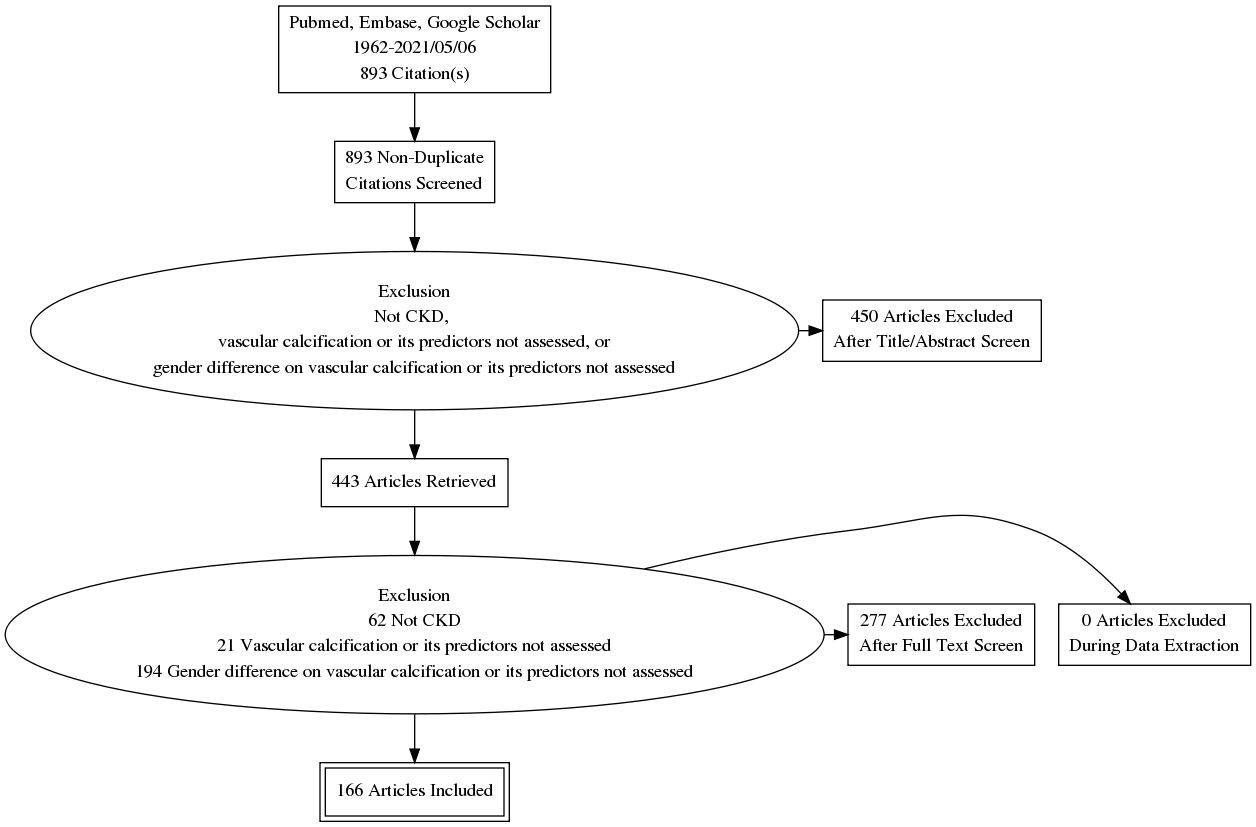 Pubmed, Embase, Google Scholar
1962-2021/05/06
893 Citation(s)
893 Non-Duplicate
Citations Screened
Exclusion
Not CKD,
vascular calcification or its predictors not assessed, or
gender difference on vascular calcification or its predictors not assessed
450 Articles Excluded
After Title/Abstract Screen
443 Articles Retrieved
Exclusion
62 Not CKD
21 Vascular calcification or its predictors not assessed
194 Gender difference on vascular calcification or its predictors not assessed
277 Articles Excluded
After Full Text Screen
0 Articles Excluded
During Data Extraction
166 Articles Included